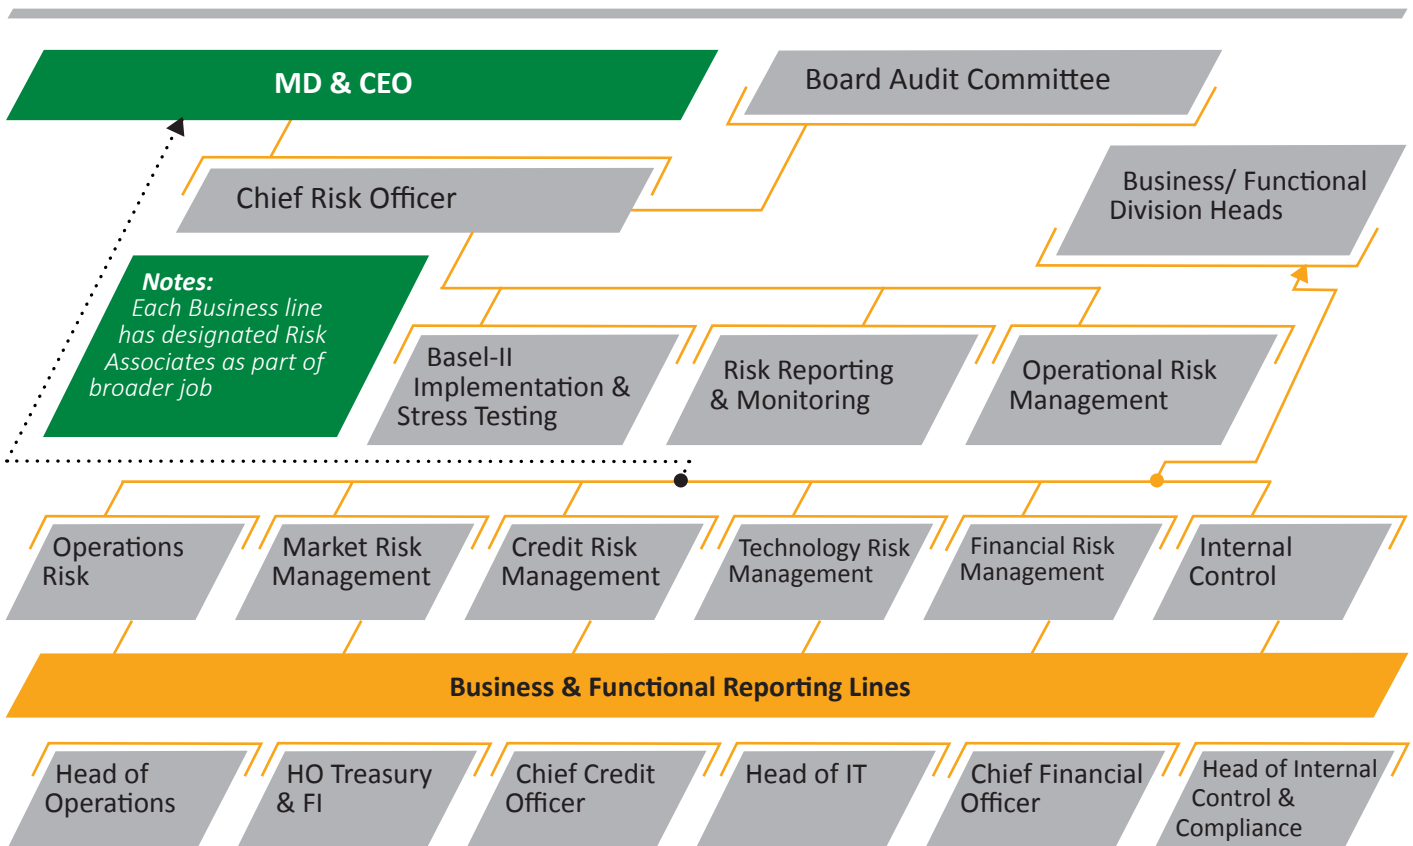 MD & CEO
Board Audit Committee
Chief Risk Officer
Business/ Functional
Division Heads
Notes:
Each Business line
has designated Risk
Associates as part of
broader job
Basel-II
Implementation &
Stress Testing
Risk Reporting
& Monitoring
Operational Risk
Management
Operations
Risk
Market Risk
Management
Credit Risk
Management
Technology Risk
Management
Financial Risk
Management
Internal
Control
Business & Functional Reporting Lines
Head of
Operations
HO Treasury
& FI
Chief Credit
Officer
Head of IT
Chief Financial
Officer
Head of Internal
Control &
Compliance